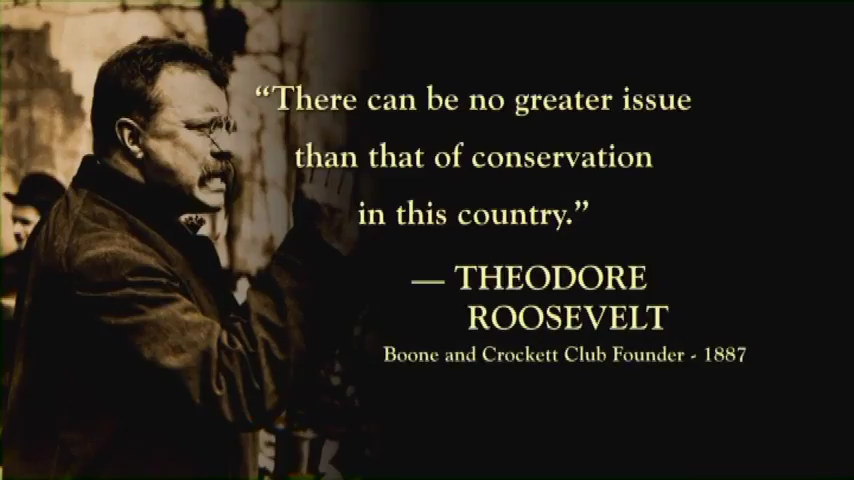 “There can be no greater issue
than that of conservation
in this country.”
— THEODORE
ROOSEVELT
Boone and Crockett Club Founder - 1887